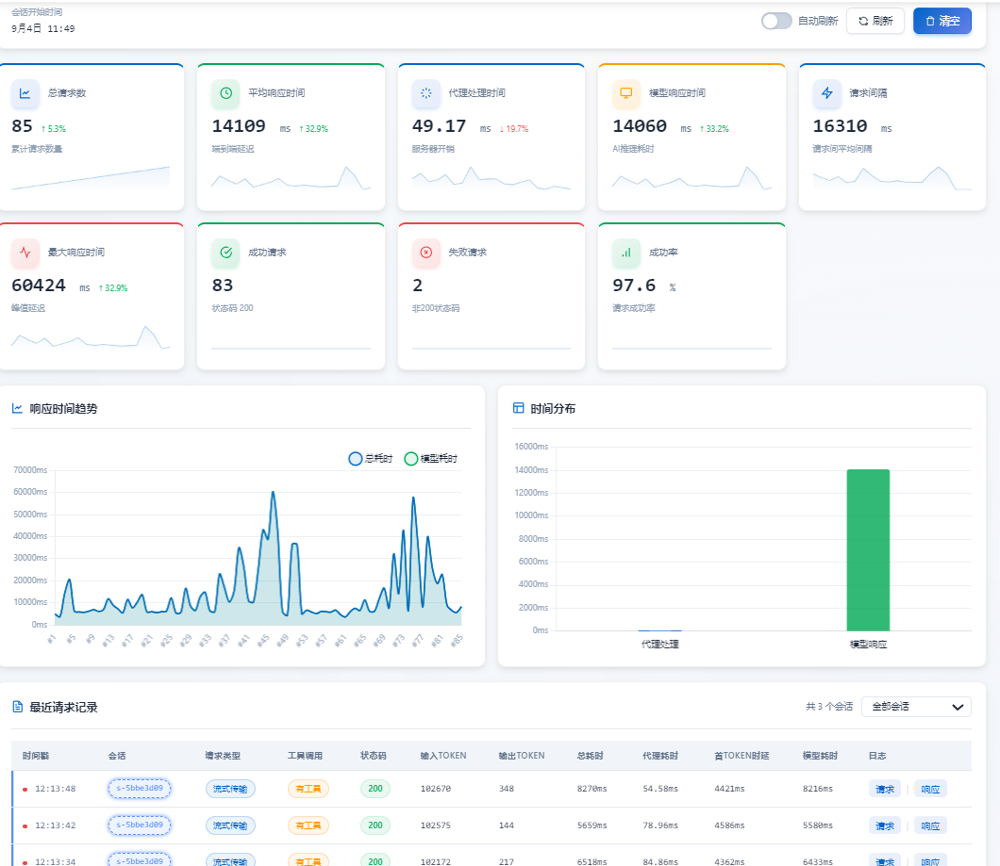 会话开始时间
9月4日 11:49
自动刷新 刷新 清空
总请求数
85 ↑ 5.3%
累计请求数量
平均响应时间
14109 ms ↑ 32.9%
端到端延迟
代理处理时间
49.17 ms ↓ 19.7%
服务器开销
模型响应时间
14060 ms ↑ 33.2%
AI推理耗时
请求间隔
16310 ms
请求间平均间隔
最大响应时间
60424 ms ↑ 32.9%
峰值延迟
成功请求
83
状态码 200
失败请求
2
非200状态码
成功率
97.6 %
请求成功率
响应时间趋势
总耗时 模型耗时
70000ms
60000ms
50000ms
40000ms
30000ms
20000ms
10000ms
0ms
#1 #5 #9 #13 #17 #21 #25 #29 #33 #37 #41 #45 #49 #53 #57 #61 #65 #69 #73 #77 #81 #85
时间分布
16000ms
14000ms
12000ms
10000ms
8000ms
6000ms
4000ms
2000ms
0ms
代理处理 模型响应
最近请求记录
共 3 个会话 全部会话
时间戳 会话 请求类型 工具调用 状态码 输入TOKEN 输出TOKEN 总耗时 代理耗时 首TOKEN时延 模型耗时 日志
12:13:48 s-5bbe3d09 流式传输 有工具 200 102670 348 8270ms 54.58ms 4421ms 8216ms 请求 | 响应
12:13:42 s-5bbe3d09 流式传输 有工具 200 102575 144 5659ms 78.96ms 4586ms 5580ms 请求 | 响应
12:13:34 s-5bbe3d09 流式传输 有工具 200 102172 217 6518ms 84.86ms 4362ms 6433ms 请求 | 响应